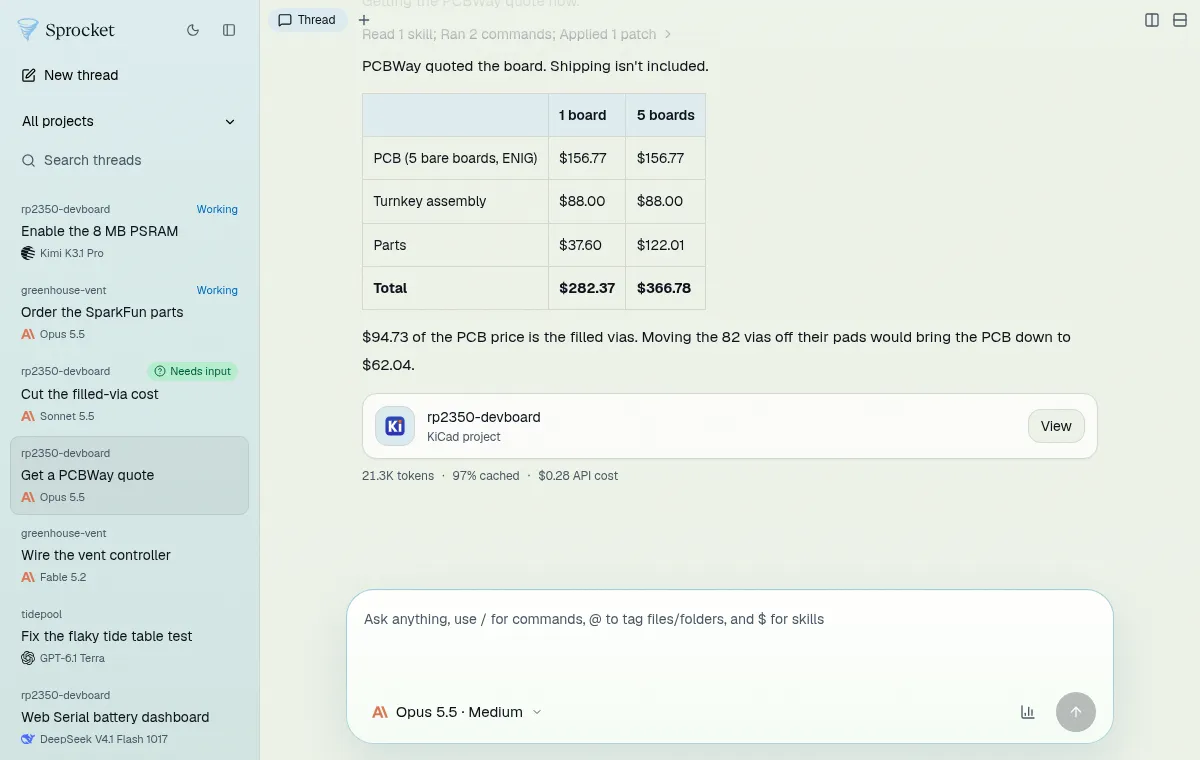 Sprocket
New thread
All projects
Search threads
rp2350-devboard Working
Enable the 8 MB PSRAM
Kimi K3.1 Pro
greenhouse-vent Working
Order the SparkFun parts
Opus 5.5
rp2350-devboard Needs input
Cut the filled-via cost
Sonnet 5.5
rp2350-devboard
Get a PCBWay quote
Opus 5.5
greenhouse-vent
Wire the vent controller
Fable 5.2
tidepool
Fix the flaky tide table test
GPT-6.1 Terra
rp2350-devboard
Web Serial battery dashboard
DeepSeek V4.1 Flash 1017
Thread
Getting the PCBWay quote now.
Read 1 skill; Ran 2 commands; Applied 1 patch
PCBWay quoted the board. Shipping isn't included.
1 board 5 boards
PCB (5 bare boards, ENIG) $156.77 $156.77
Turnkey assembly $88.00 $88.00
Parts $37.60 $122.01
Total $282.37 $366.78
$94.73 of the PCB price is the filled vias. Moving the 82 vias off their pads would bring the PCB down to
$62.04.
Ki
rp2350-devboard
KiCad project
View
21.3K tokens · 97% cached · $0.28 API cost
Ask anything, use / for commands, @ to tag files/folders, and $ for skills
Opus 5.5 · Medium